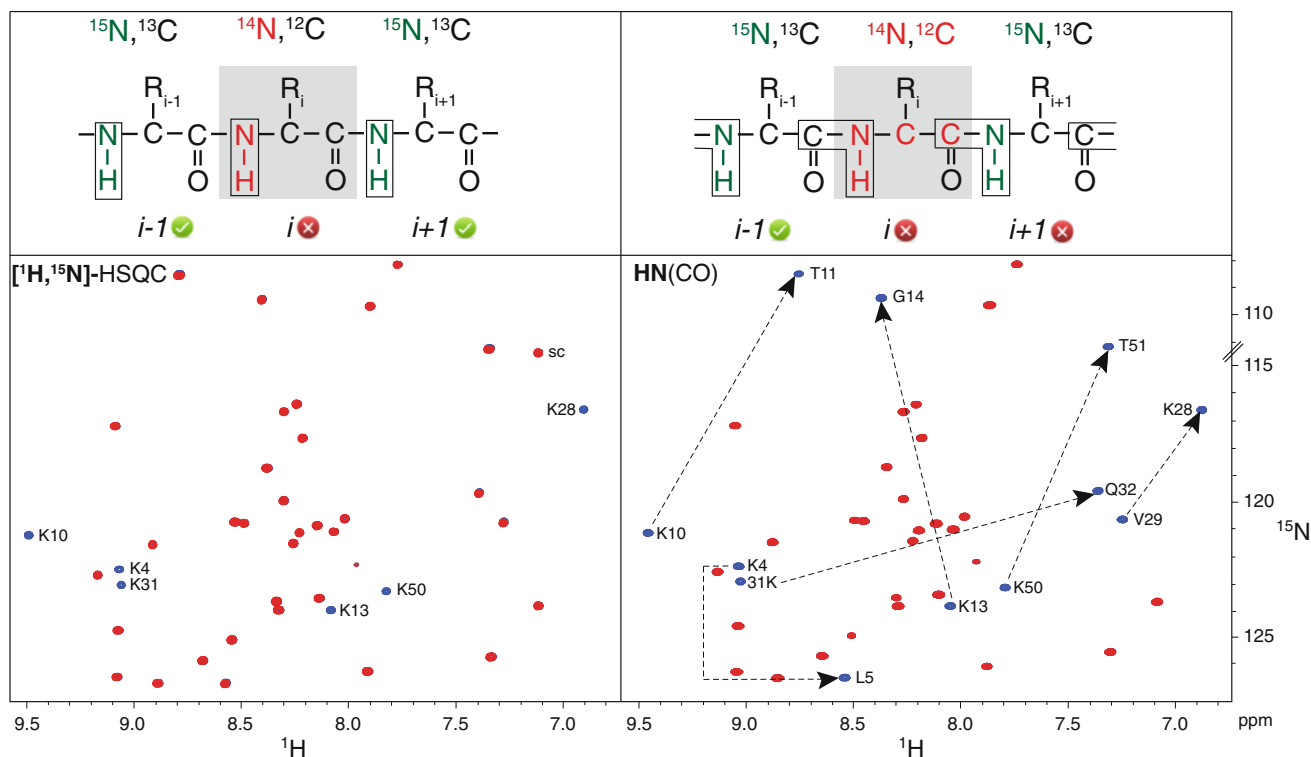 ¹⁵N,¹³C ¹⁴N,¹²C ¹⁵N,¹³C
R i-1 R i R i+1
N C C N C C N C C
H O H O H O
i-1 i i+1
¹⁵N,¹³C ¹⁴N,¹²C ¹⁵N,¹³C
R i-1 R i R i+1
N C C N C C N C C
H O H O H O
i-1 i i+1
[¹H,¹⁵N]-HSQC
sc
K28
K10
K4
K31
K50
K13
9.5 9.0 8.5 8.0 7.5 7.0
¹H
HN(CO)
T11
G14
T51
K28
Q32
V29
K10
K4
31K
K50
K13
L5
110
115
120
¹⁵N
125
9.0 8.5 8.0 7.5 7.0 ppm
¹H